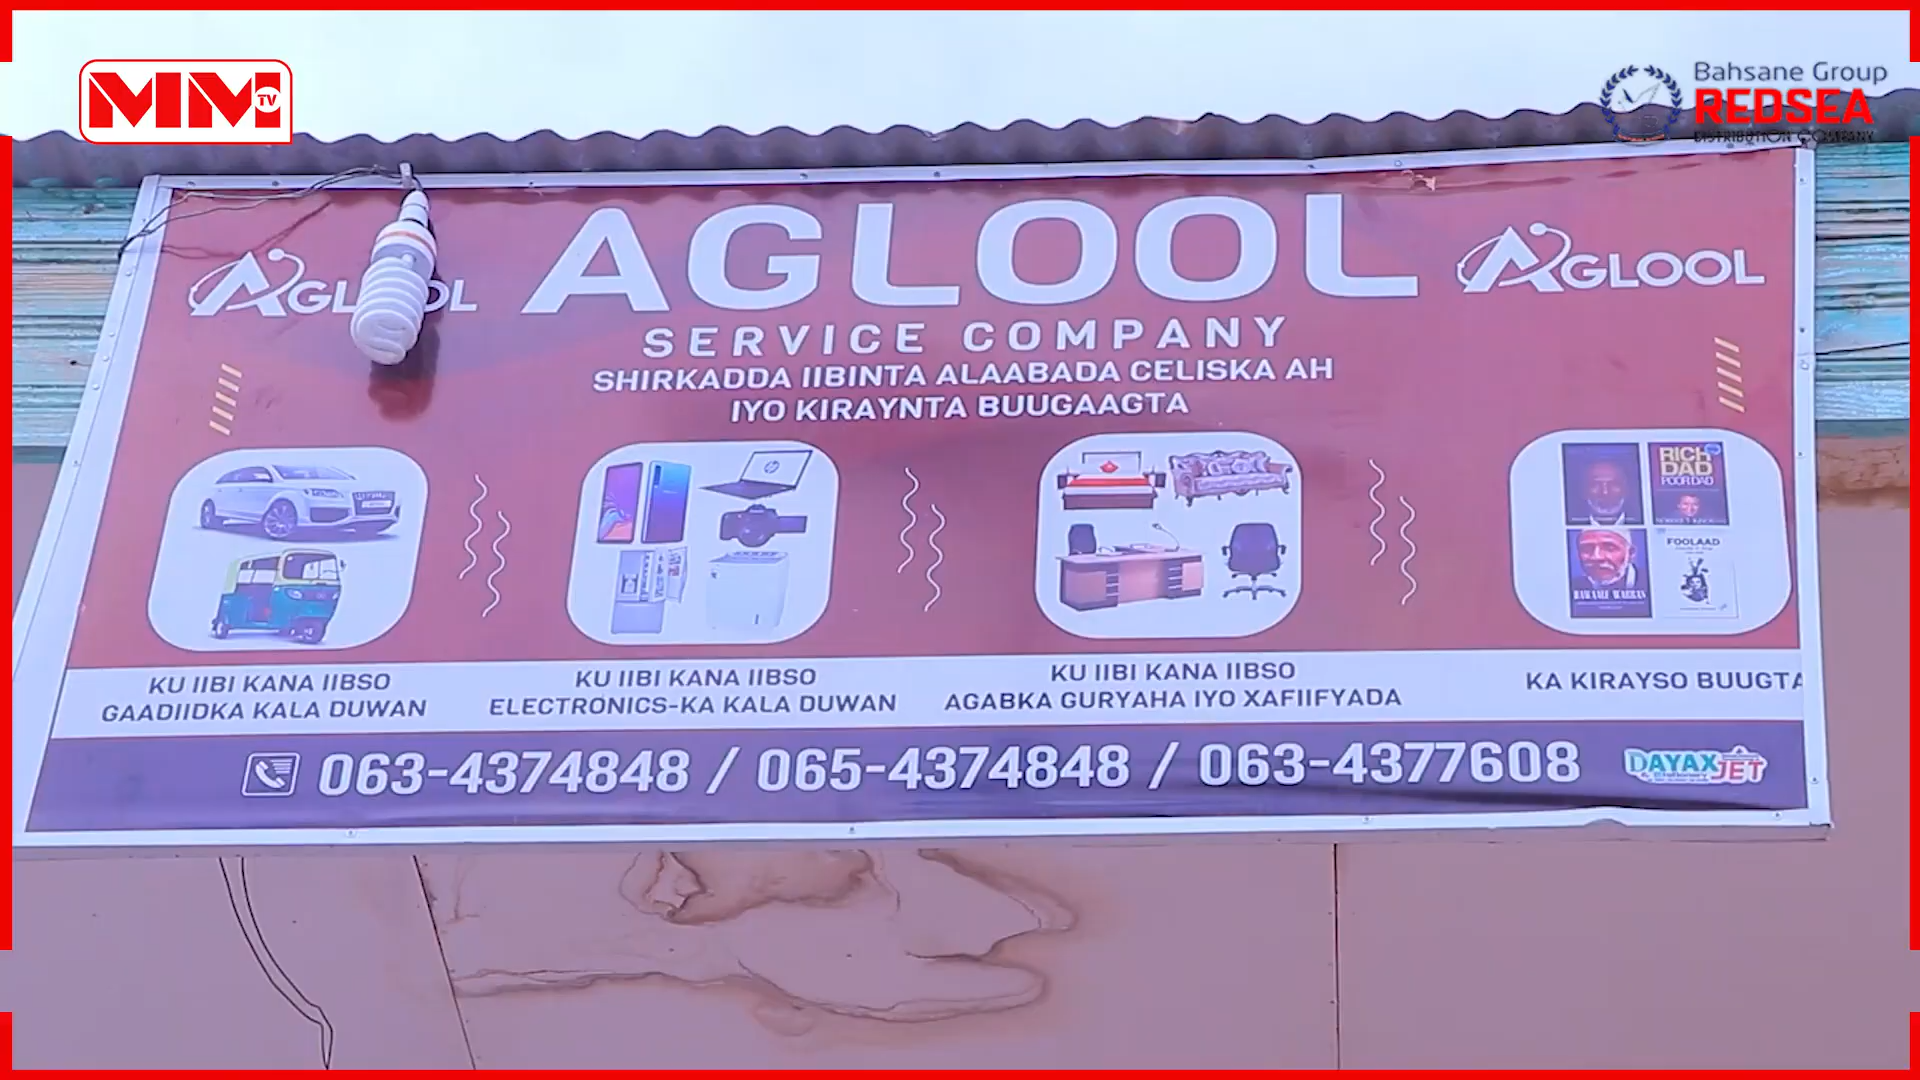 MM TV
Bahsane Group
REDSEA
DISTRIBUTION COMPANY
AGLOOL
AGLOOL
AGLOOL
SERVICE COMPANY
SHIRKADDA IIBINTA ALAABADA CELISKA AH
IYO KIRAYNTA BUUGAAGTA
hp
RICH
DAD
POOR DAD
FOOLAAD
KU IIBI KANA IIBSO
GAADIIDKA KALA DUWAN
KU IIBI KANA IIBSO
ELECTRONICS-KA KALA DUWAN
KU IIBI KANA IIBSO
AGABKA GURYAHA IYO XAFIIFYADA
KA KIRAYSO BUUGTA
063-4374848 / 065-4374848 / 063-4377608
DAYAX JET